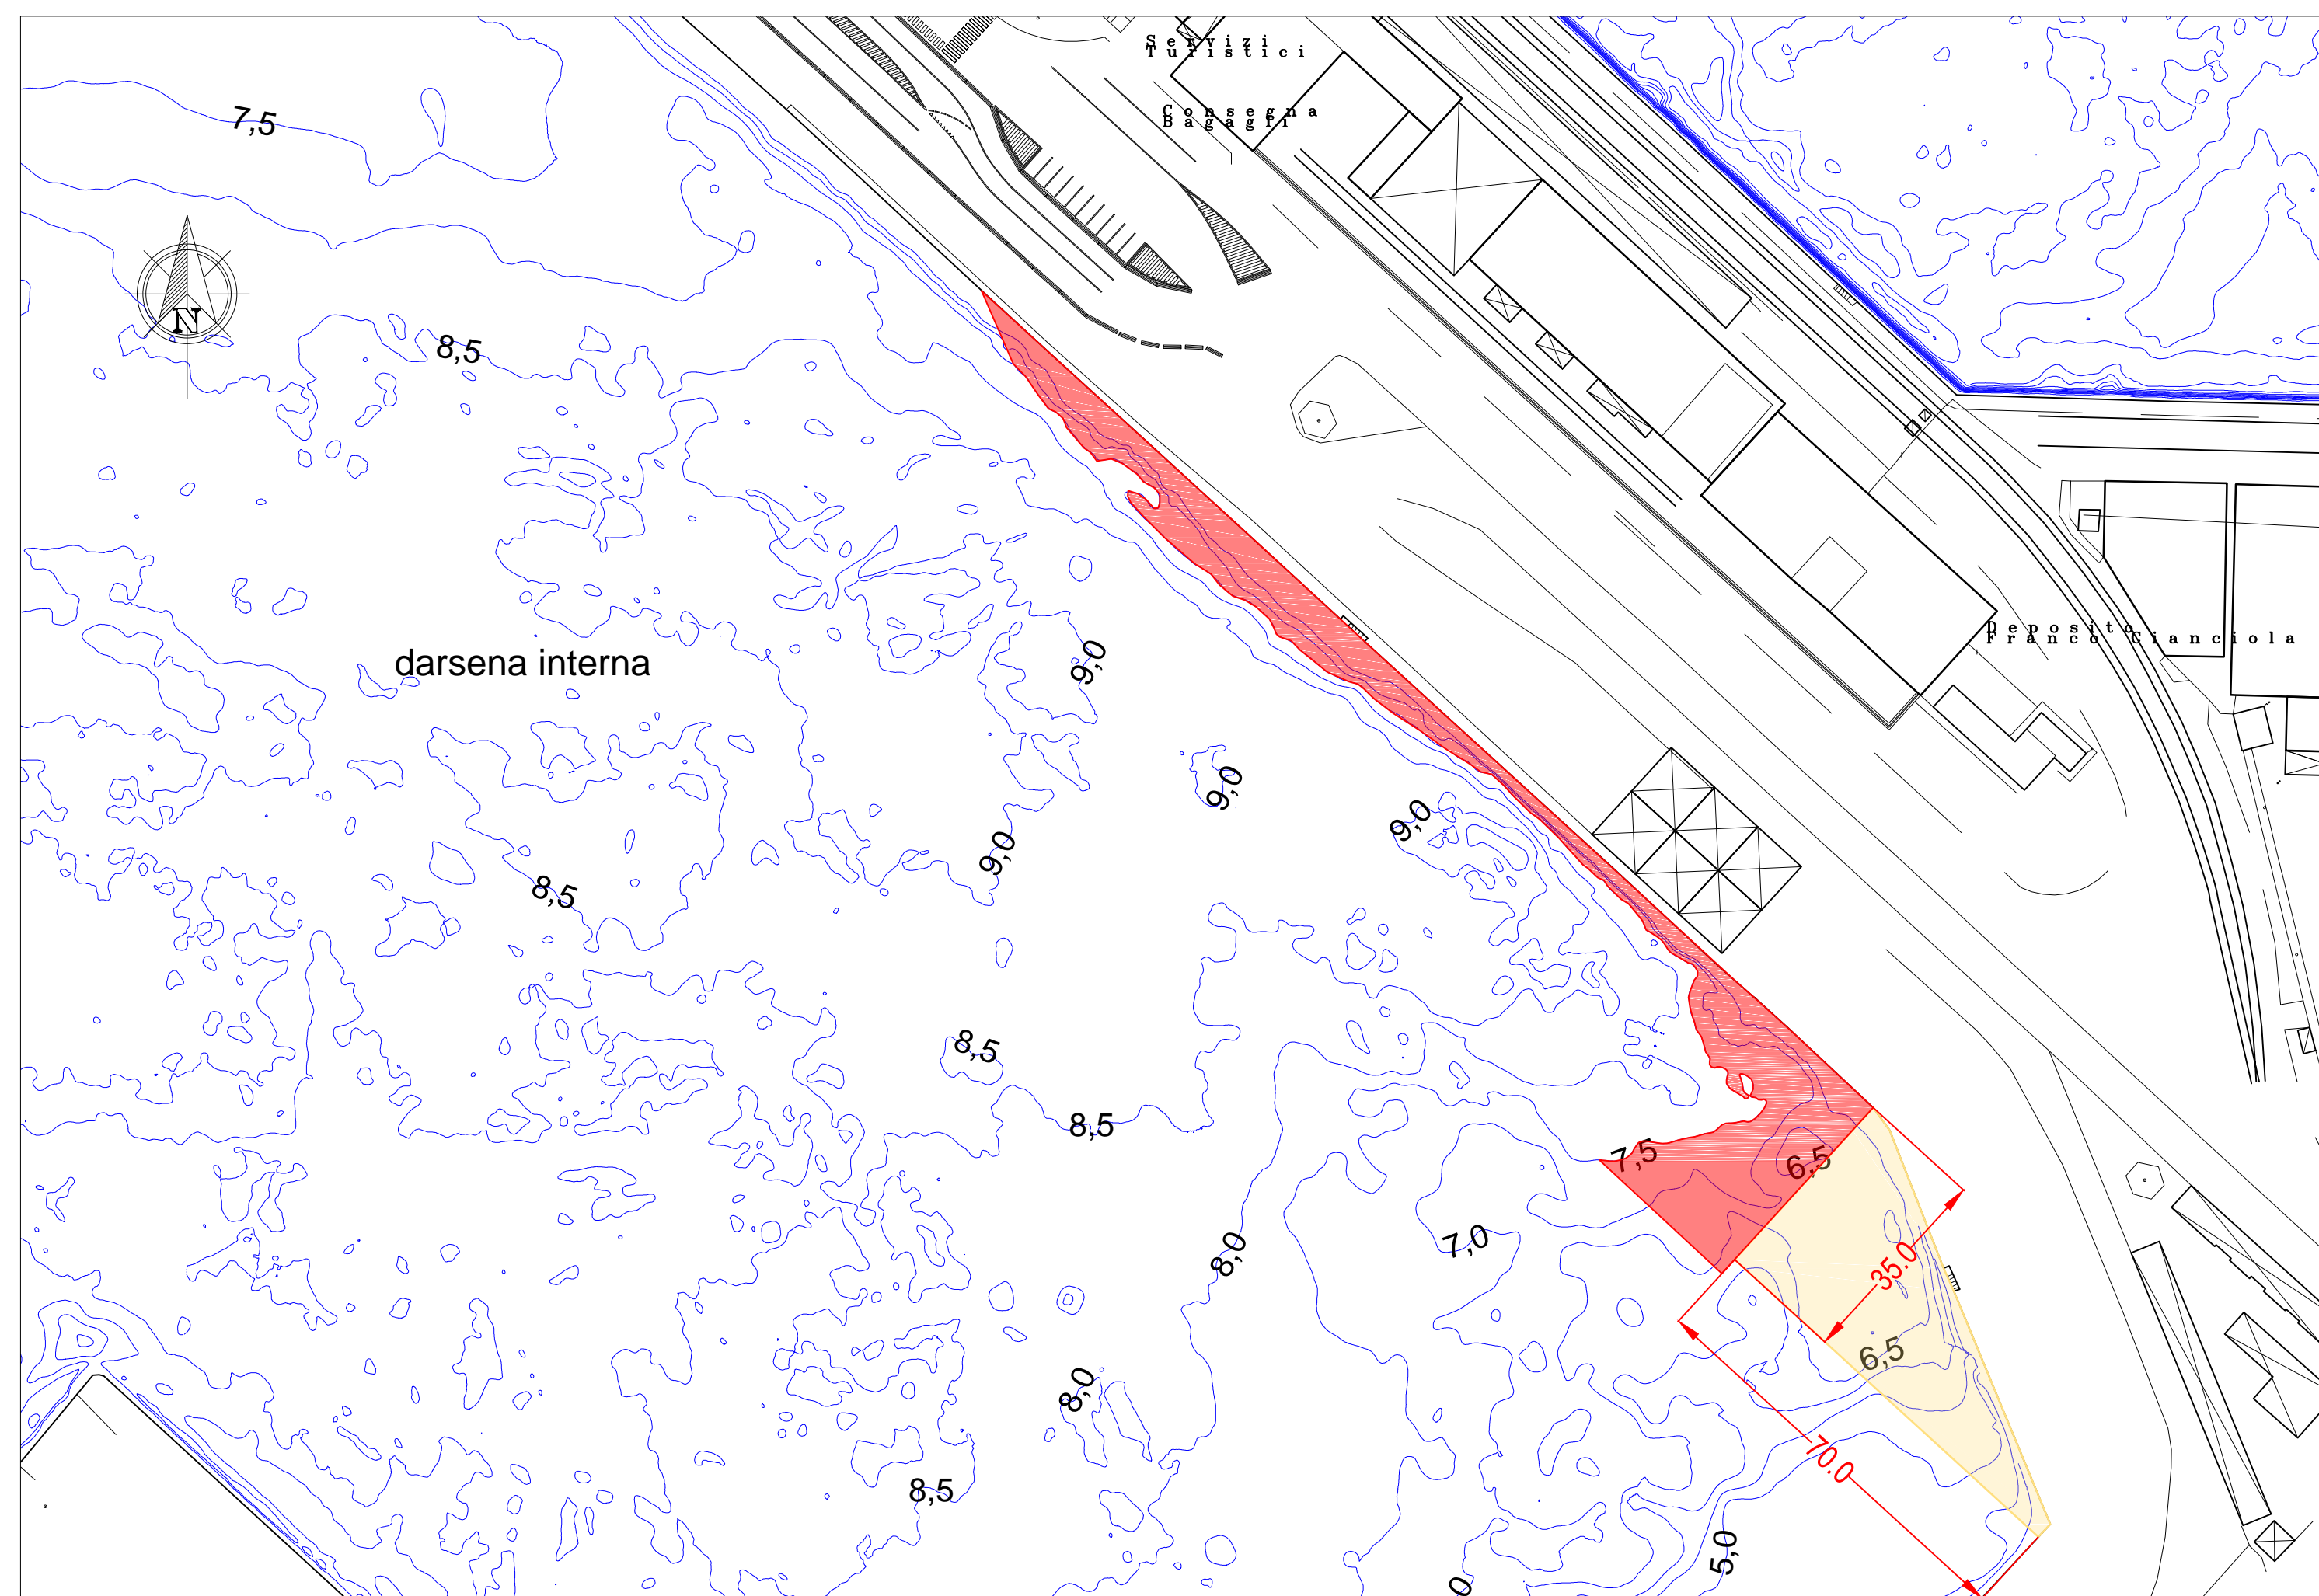 Servizi
Turistici
Consegna
Bagagli
7,5
N
8,5
Deposito
Franco Cianciola
darsena interna
9,0
9,0
9,0
9,0
8,5
8,5
8,5
7,5
6,5
7,0
8,0
35.0
6,5
8,0
70.0
8,5
5,0